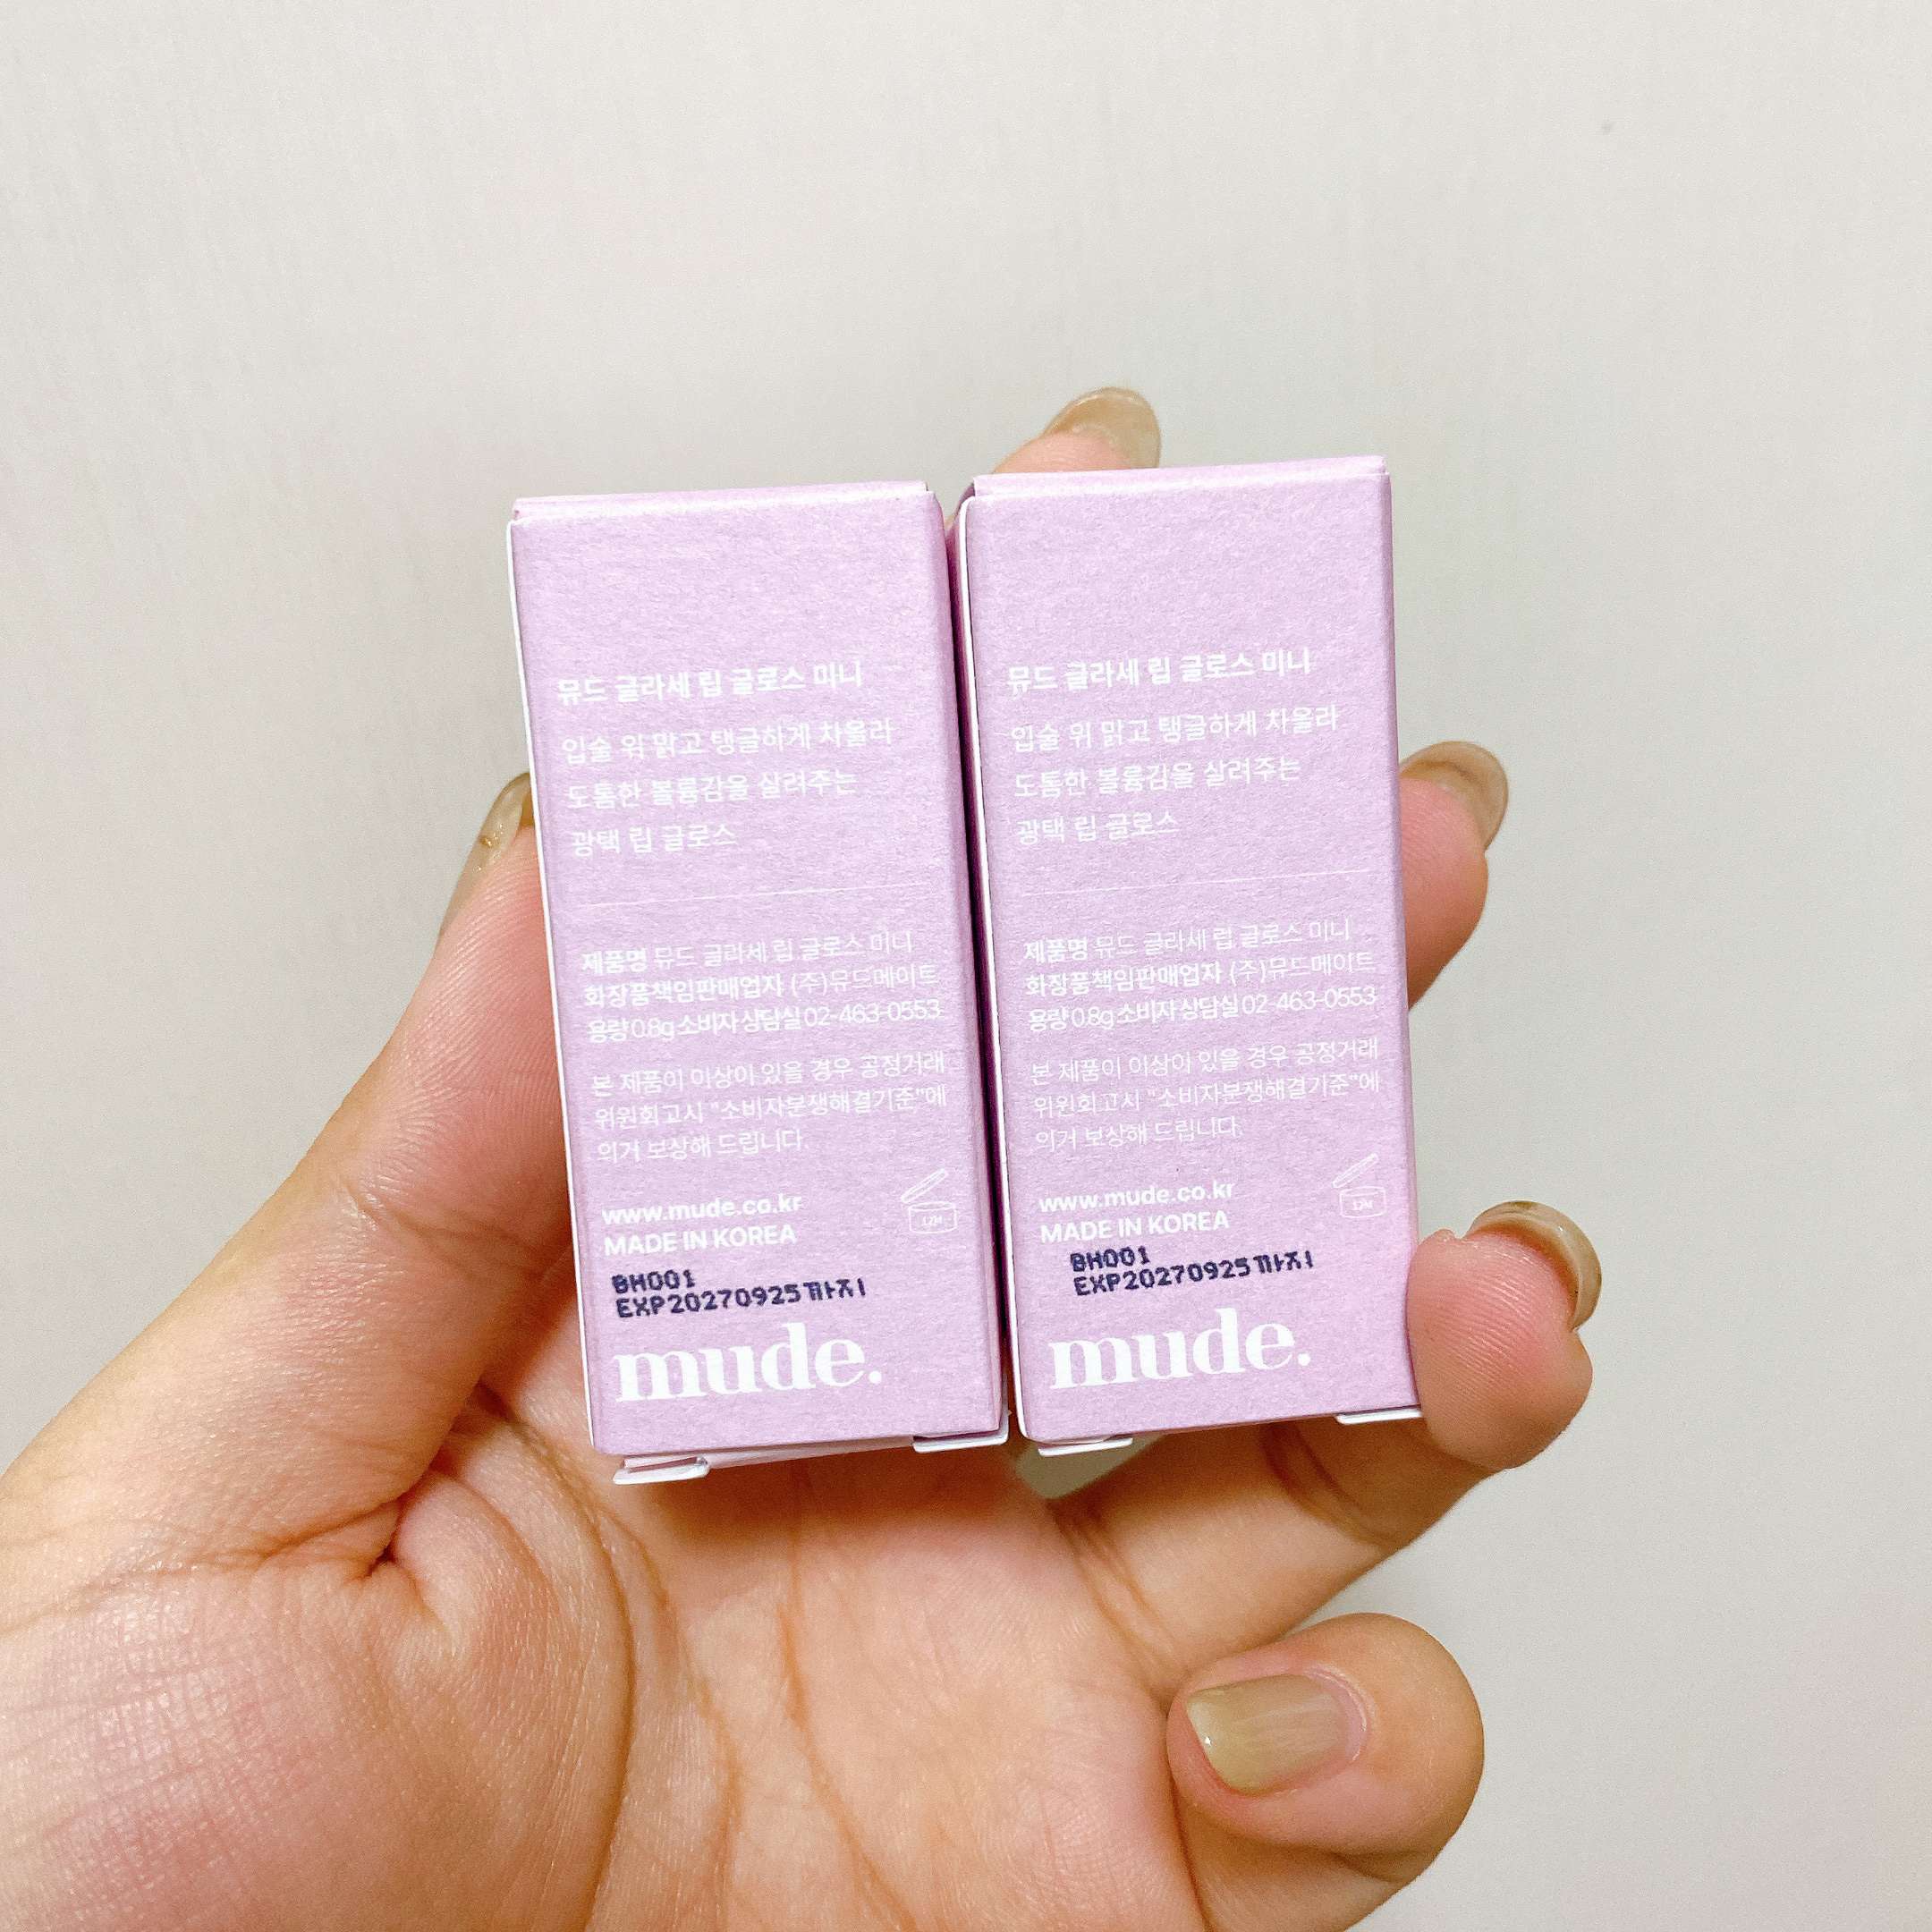 뮤드 글라세 립 글로스 미니
입술 위 맑고 탱글하게 차올라
도톰한 볼륨감을 살려주는
광택 립 글로스
제품명 뮤드 글라세 립 글로스 미니
화장품책임판매업자 (주)뮤드메이트
용량 0.8g 소비자상담실 02-463-0553
본 제품이 이상이 있을 경우 공정거래
위원회고시 "소비자분쟁해결기준"에
의거 보상해 드립니다.
www.mude.co.kr
MADE IN KOREA
12M
BH001
EXP20270925까지
mude.
뮤드 글라세 립 글로스 미니
입술 위 맑고 탱글하게 차올라
도톰한 볼륨감을 살려주는
광택 립 글로스
제품명 뮤드 글라세 립 글로스 미니
화장품책임판매업자 (주)뮤드메이트
용량 0.8g 소비자상담실 02-463-0553
본 제품이 이상이 있을 경우 공정거래
위원회고시 "소비자분쟁해결기준"에
의거 보상해 드립니다.
www.mude.co.kr
MADE IN KOREA
12M
BH001
EXP20270925까지
mude.